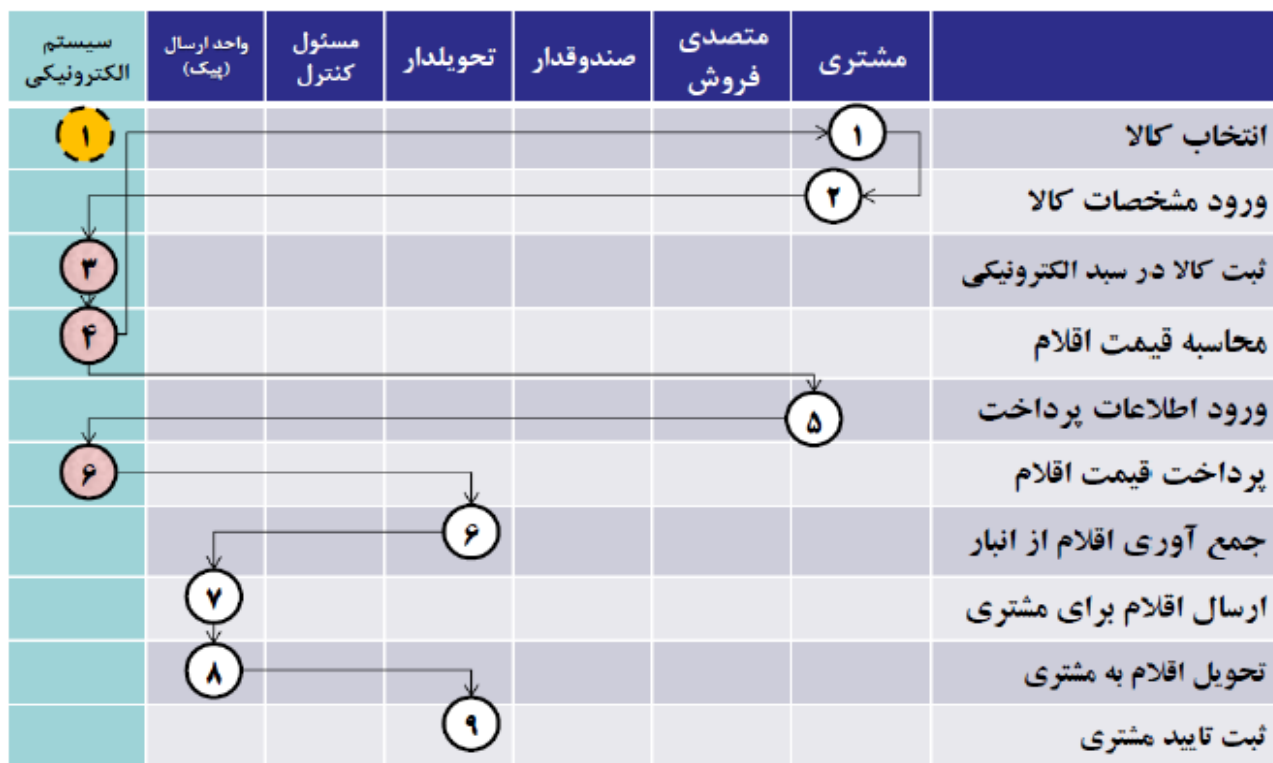 مشتری
متصدی
فروش
صندوقدار
تحویلدار
مسئول
کنترل
واحد ارسال
(پیک)
سیستم
الکترونیکی
انتخاب کالا
۱
۱
ورود مشخصات کالا
۲
ثبت کالا در سبد الکترونیکی
۳
محاسبه قیمت اقلام
۴
ورود اطلاعات پرداخت
۵
پرداخت قیمت اقلام
۶
جمع آوری اقلام از انبار
۶
ارسال اقلام برای مشتری
۷
تحویل اقلام به مشتری
۸
ثبت تایید مشتری
۹